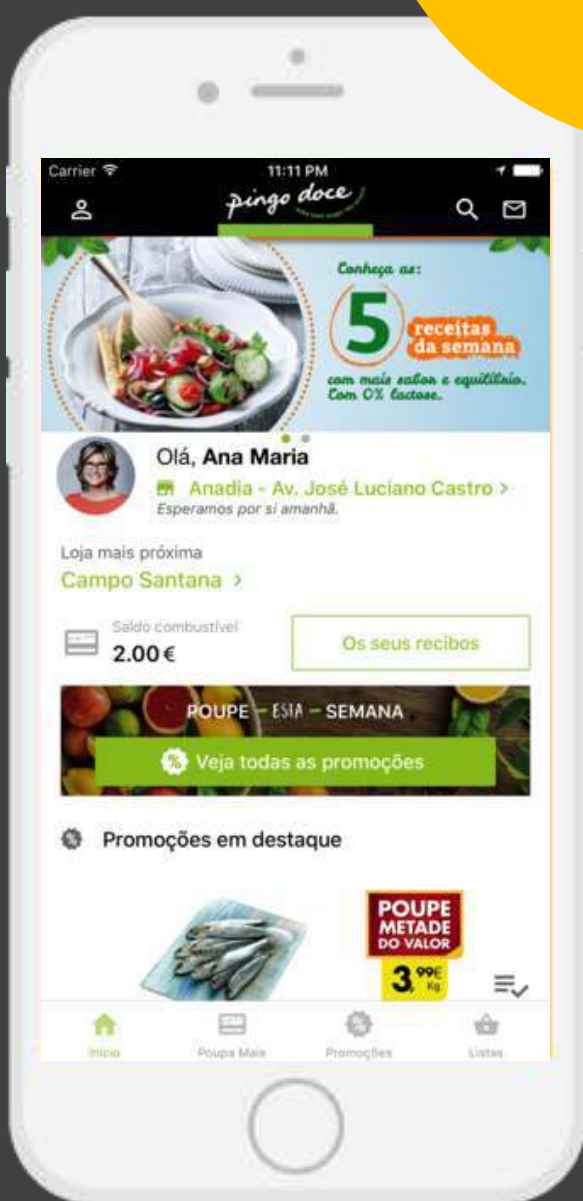 Carrier
11:11 PM
pingo doce
Conheça as:
5
receitas
da semana
com mais sabor e equilíbrio.
Com 0% lactose.
Olá, Ana Maria
Anadia - Av. José Luciano Castro >
Esperamos por si amanhã.
Loja mais próxima
Campo Santana >
Saldo combustível
2.00 €
Os seus recibos
POUPE - ESTA - SEMANA
% Veja todas as promoções
Promoções em destaque
POUPE
METADE
DO VALOR
3,99€
Kg
Início
Poupa Mais
Promoções
Listas